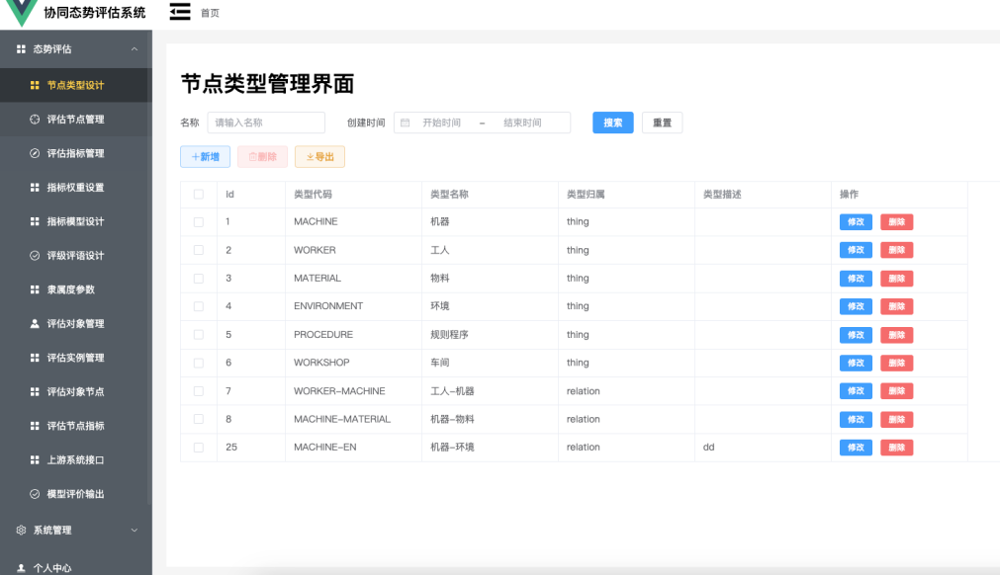 协同态势评估系统
首页
态势评估
节点类型设计
评估节点管理
评估指标管理
指标权重设置
指标模型设计
评级评语设计
隶属度参数
评估对象管理
评估实例管理
评估对象节点
评估节点指标
上游系统接口
模型评价输出
系统管理
个人中心
节点类型管理界面
名称 请输入名称 创建时间 开始时间 – 结束时间 搜索 重置
+新增 删除 导出
id 类型代码 类型名称 类型归属 类型描述 操作
1 MACHINE 机器 thing 修改 删除
2 WORKER 工人 thing 修改 删除
3 MATERIAL 物料 thing 修改 删除
4 ENVIRONMENT 环境 thing 修改 删除
5 PROCEDURE 规则程序 thing 修改 删除
6 WORKSHOP 车间 thing 修改 删除
7 WORKER-MACHINE 工人-机器 relation 修改 删除
8 MACHINE-MATERIAL 机器-物料 relation 修改 删除
25 MACHINE-EN 机器-环境 relation dd 修改 删除